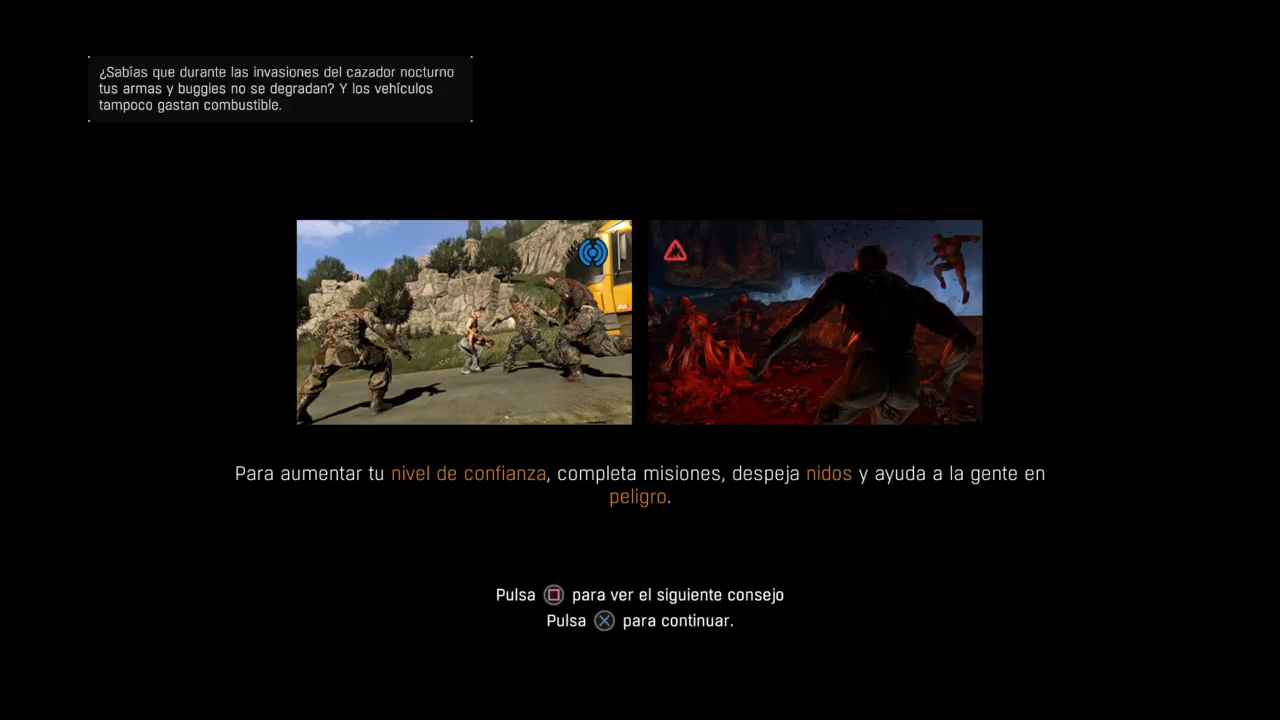 ¿Sabías que durante las invasiones del cazador nocturno
tus armas y buggies no se degradan? Y los vehículos
tampoco gastan combustible.
Para aumentar tu nivel de confianza, completa misiones, despeja nidos y ayuda a la gente en
peligro.
Pulsa para ver el siguiente consejo
Pulsa para continuar.